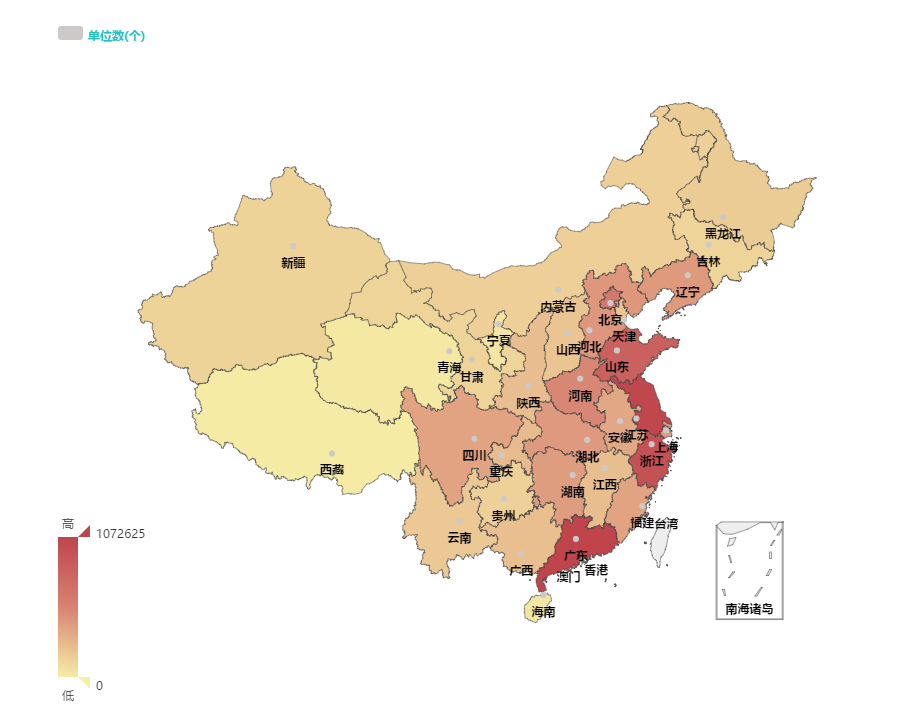 单位数(个)
黑龙江
吉林
新疆
辽宁
内蒙古
北京
天津
宁夏
山西
河北
青海
甘肃
山东
陕西
河南
安徽
江苏
上海
四川
湖北
浙江
西藏
重庆
湖南
江西
贵州
福建
台湾
高
1072625
云南
广东
广西
澳门
香港
海南
南海诸岛
0
低